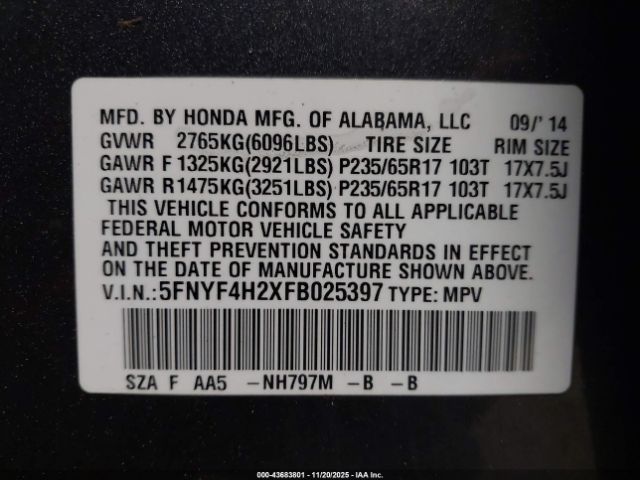 MFD. BY HONDA MFG. OF ALABAMA, LLC 09/'14
GVWR 2765KG(6096LBS) TIRE SIZE RIM SIZE
GAWR F 1325KG(2921LBS) P235/65R17 103T 17X7.5J
GAWR R1475KG(3251LBS) P235/65R17 103T 17X7.5J
THIS VEHICLE CONFORMS TO ALL APPLICABLE
FEDERAL MOTOR VEHICLE SAFETY
AND THEFT PREVENTION STANDARDS IN EFFECT
ON THE DATE OF MANUFACTURE SHOWN ABOVE.
V.I.N.:5FNYF4H2XFB025397 TYPE: MPV
SZA F AA5 -NH797M -B -B
000-43683801 - 11/20/2025 - IAA Inc.